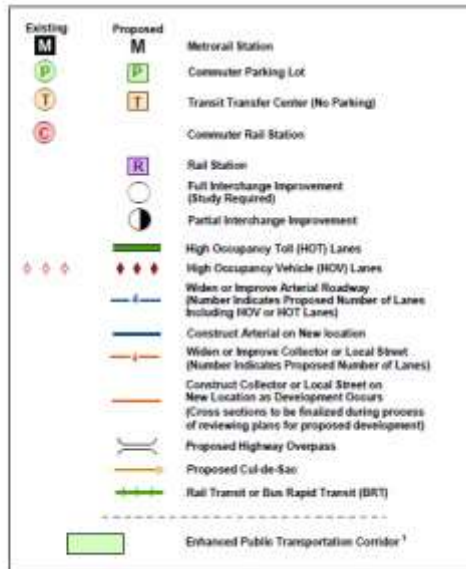 Existing Proposed
M M Metrorail Station
P P Commuter Parking Lot
T T Transit Transfer Center (No Parking)
C Commuter Rail Station
R Rail Station
Full Interchange Improvement
(Study Required)
Partial Interchange Improvement
High Occupancy Toll (HOT) Lanes
High Occupancy Vehicle (HOV) Lanes
Widen or Improve Arterial Roadway
(Number Indicates Proposed Number of Lanes
Including HOV or HOT Lanes)
Construct Arterial on New location
Widen or Improve Collector or Local Street
(Number Indicates Proposed Number of Lanes)
Construct Collector or Local Street on
New Location as Development Occurs
(Cross sections to be finalized during process
of reviewing plans for proposed development)
Proposed Highway Overpass
Proposed Cul-de-Sac
Rail Transit or Bus Rapid Transit (BRT)
Enhanced Public Transportation Corridor 1